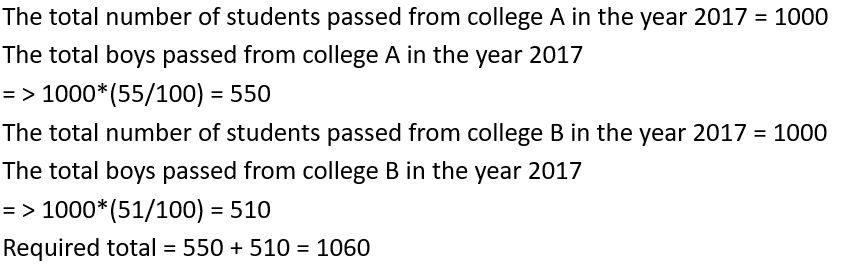 The total number of students passed from college A in the year 2017 = 1000
The total boys passed from college A in the year 2017
= > 1000*(55/100) = 550
The total number of students passed from college B in the year 2017 = 1000
The total boys passed from college B in the year 2017
= > 1000*(51/100) = 510
Required total = 550 + 510 = 1060